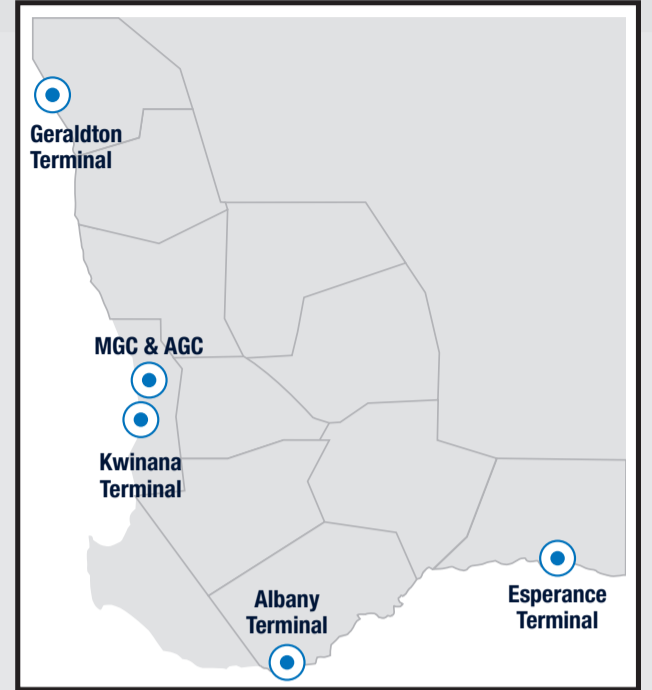 Geraldton
Terminal
MGC & AGC
Kwinana
Terminal
Albany
Terminal
Esperance
Terminal